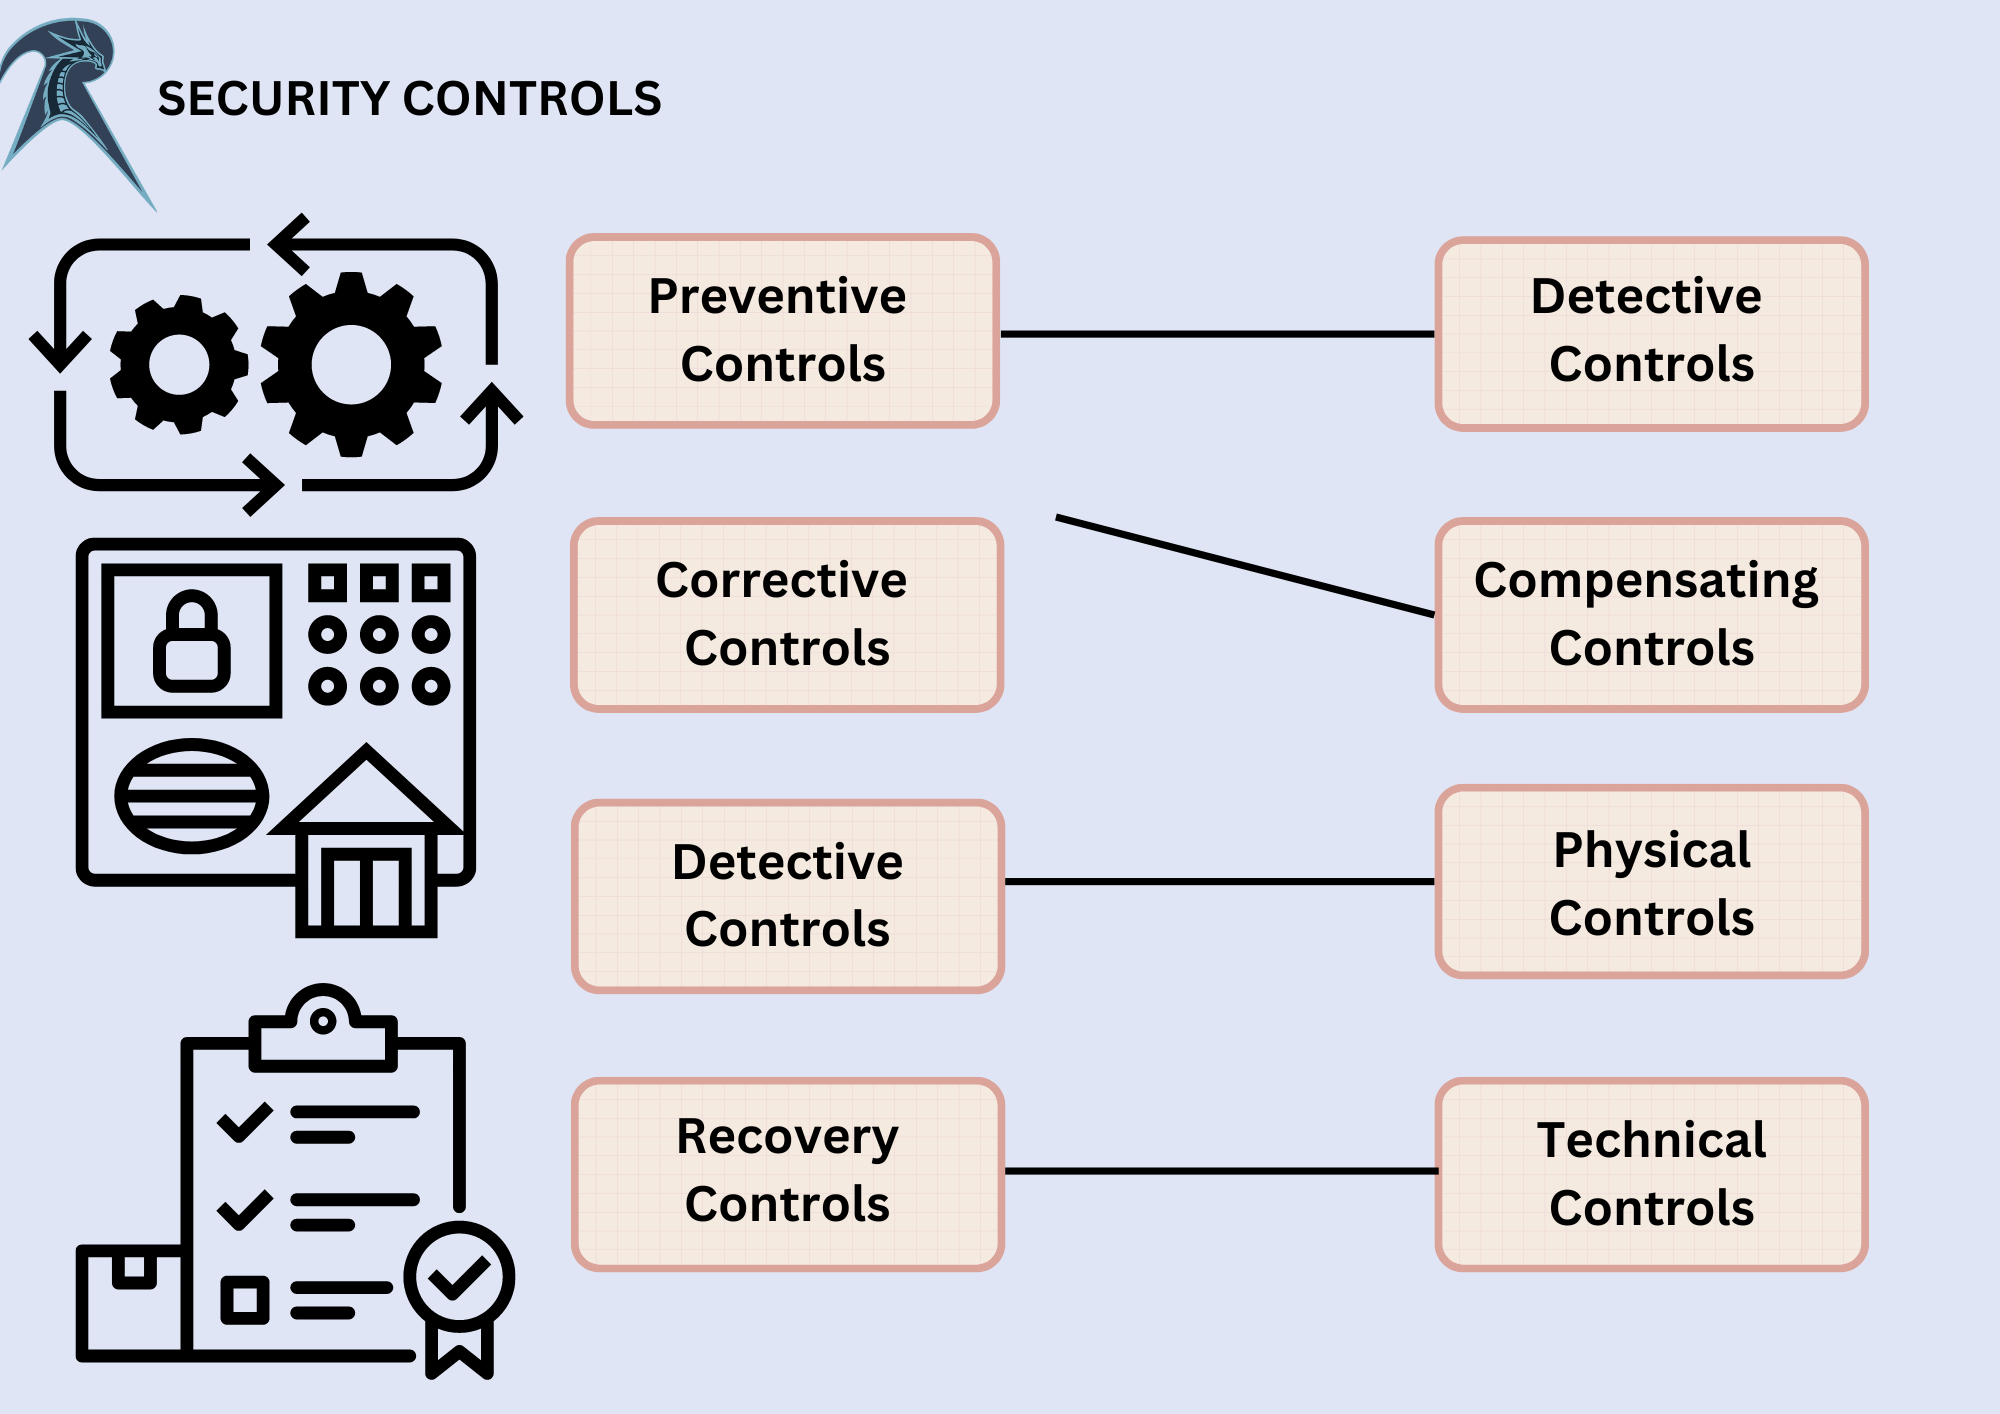 SECURITY CONTROLS
Preventive
Controls
Detective
Controls
Corrective
Controls
Compensating
Controls
Detective
Controls
Physical
Controls
Recovery
Controls
Technical
Controls